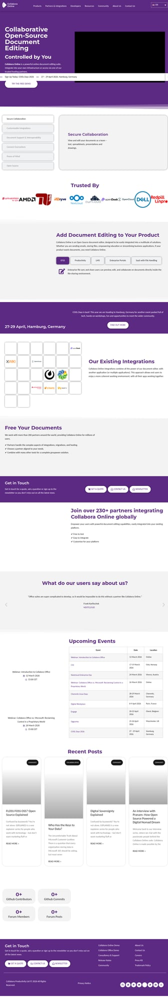 Collabora Online
Products
Partners & Integrations
Developers
Resources
Community
About Us
Contact Us
EN
Collaborative
Open-Source
Document
Editing
Controlled by You
Collabora Online is a powerful online document editing suite.
Integrate into your own infrastructure or access via one of our
trusted hosting partners.
Sign Up Today: COOL Days 2026
27 – 29 April 2026, Hamburg, Germany
TRY THE FREE DEMO
Secure Collaboration
Customisable Integrations
Document Support & Interoperability
Connect Everywhere
Peace of Mind
Open Source
Secure Collaboration
View and edit your documents as a team –
text, spreadsheets, presentations and
drawings.
Trusted By
univention
AMD
Nextcloud
ownCloud
openDesk
OpenCloud
DELL
Redpill
Linpro
Add Document Editing to Your Product
Collabora Online is an Open Source document editor, designed to be easily integrated into a multitude of solutions.
Whether you are sending emails, storing files, empowering education or streamlining business applications, if your
product wants documents, you need Collabora Online.
EFSS
Productivity
LMS
Enterprise Portals
SaaS with File Handling
Enterprise file sync and share users can preview, edit, and collaborate on documents directly inside the
file-sharing environment.
COOL Days is back! This year we are heading to Hamburg, Germany for another event packed full of
tech, hands-on workshops, fun and opportunities to meet the wider community.
27-29 April, Hamburg, Germany
FIND OUT MORE
openDesk
XWIKI
univention
STRATO
Our Existing Integrations
Collabora Online integrations combine all the power of our document editor, with
another application (or multiple applications). This approach allows end users to
enjoy a more coherent working environment, with all their apps working together
Free Your Documents
We work with more than 200 partners around the world, providing Collabora Online for millions of
users.
✔ Partners handle the complex aspects of integrations, migrations, and hosting.
✔ Choose a partner aligned to your needs.
✔ Combine with many other tools for a complete groupware solution.
Get in Touch
Get in touch for a quote, ask a question or sign up to the
newsletter so you don't miss out on all the latest news.
GET A QUOTE
CONTACT US
NEWSLETTER
Join over 230+ partners integrating
Collabora Online globally
Empower your users with powerful document editing capabilities, easily integrated into your existing
platform.
✔ Free to test
✔ Easy to integrate
✔ Customise for your platform
What do our users say about us?
"Office suites are super complicated to develop, so it would be impossible to do this without a partner like Collabora Online."
Frank Karlitschek
NEXTCLOUD
Upcoming Events
Webinar: Introduction to Collabora Office
12 March 2026
15:00 CET
Webinar: Collabora Office vs. Microsoft: Reclaiming
Control in a Proprietary World
26 March 2026
15:00 CET
Event Date Location
Webinar: Introduction to Collabora Office 12 March 2026 Online
CS3 17-19 March 2026 Oslo, Norway
Nextcloud Enterprise Day 24 March 2026 Vienna, Austria
Webinar: Collabora Office vs. Microsoft: Reclaiming Control in a Proprietary World 26 March 2026 Online
Chemnitz Linux Days 28-29 March 2026 Chemnitz, Germany
Digital Workplace 8-9 April 2026 Paris, France
Engage 20-22 April 2026 Ghent, Belgium
OggCamp 25-26 April 2026 Manchester, UK
COOL Days 2026 27 - 29 April 2026 Hamburg, Germany
Recent Posts
COMMUNITY
FLOSS FOSS OSS? Open
Source Explained
Confused by buzzwords? You're
not alone. EXPLAINED is a new
explainer series for people who
work with technology – but don't
want marketing fluff or
READ MORE »
COLLABORA OFFICE
Who Has the Keys to
Your Data?
The Uncomfortable Truth About
Microsoft Customer Lockbox
There is a question that every
organisation storing data in
Microsoft 365 should be asking,
but most never
READ MORE »
COMMUNITY
Digital Sovereignty
Explained
Confused by buzzwords? You're
not alone. EXPLAINED is a new
explainer series for people who
work with technology – but don't
want marketing fluff or
READ MORE »
COMMUNITY
An Interview with
Pranam: How Open
Source Powered a
Digital Nomad Dream
Welcome back to our interview
series, where we chat with the
passionate people behind the
Collabora Online code. Collabora
Online is made possible by the
READ MORE »
0+
Github Contributors
0+
Github Commits
0+
Forum Members
0+
Forum Posts
Get in Touch
Get in touch for a quote, ask a question or sign up to the newsletter so you don't miss out on
all the latest news.
GET A QUOTE
CONTACT US
NEWSLETTER
Collabora Online Demo
Collabora Office Demo
Consultancy & Support
Release Notes
Community
About Us
Contact Us
Careers
Press Kit
Trademark Policy
Collabora Productivity Ltd © 2026 All Rights
Reserved.
Privacy Notice